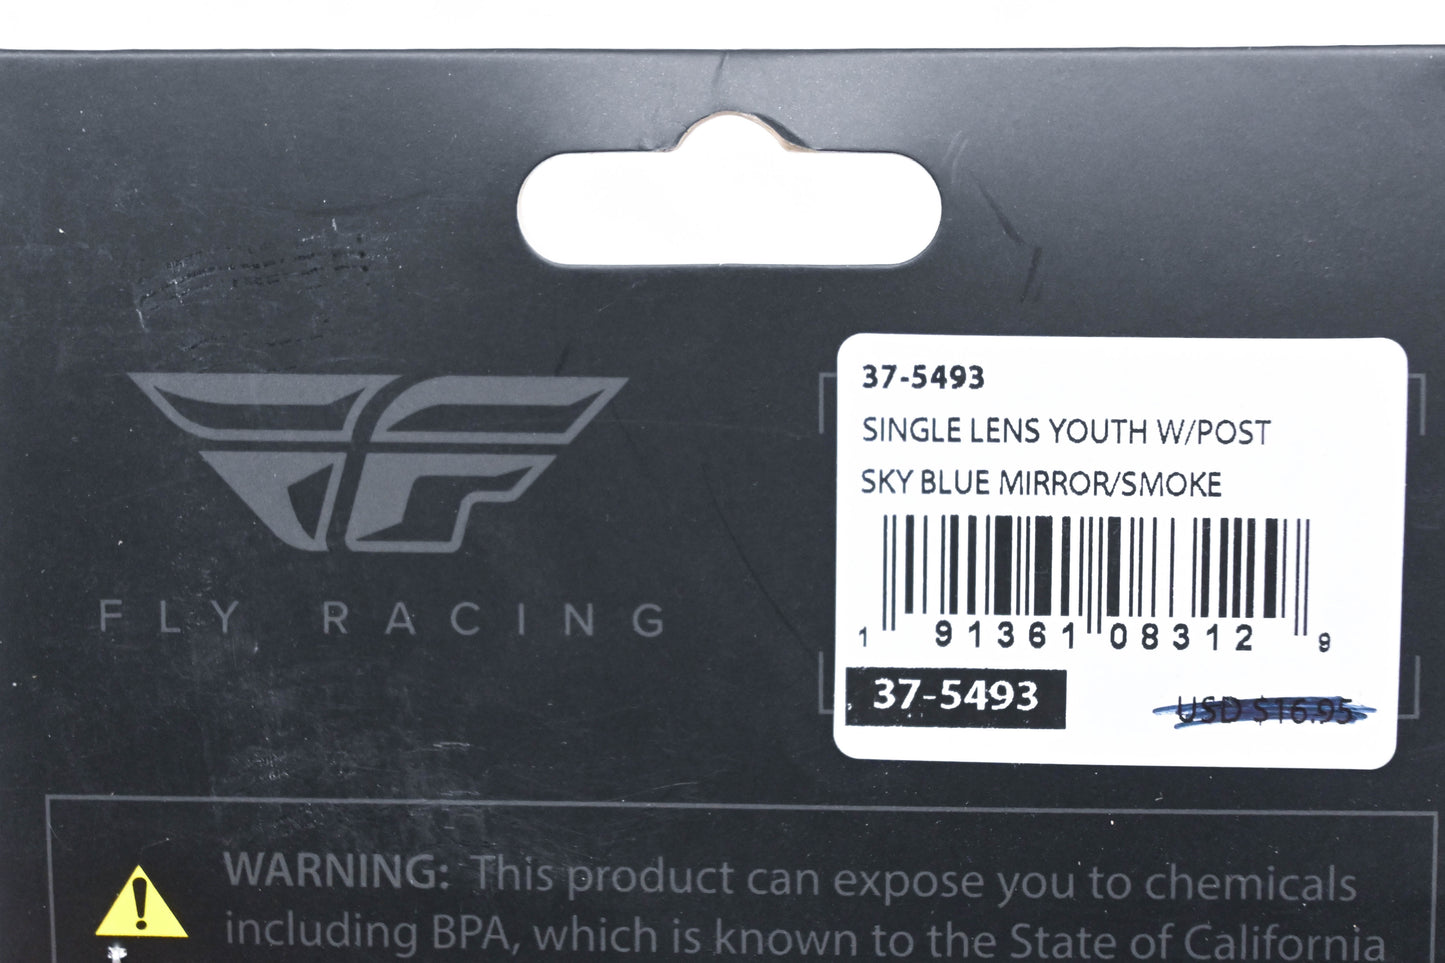 37-5493
SINGLE LENS YOUTH W/POST
SKY BLUE MIRROR/SMOKE
1 91361 08312 9
37-5493
USD $16.95
FLY RACING
WARNING: This product can expose you to chemicals
including BPA, which is known to the State of California